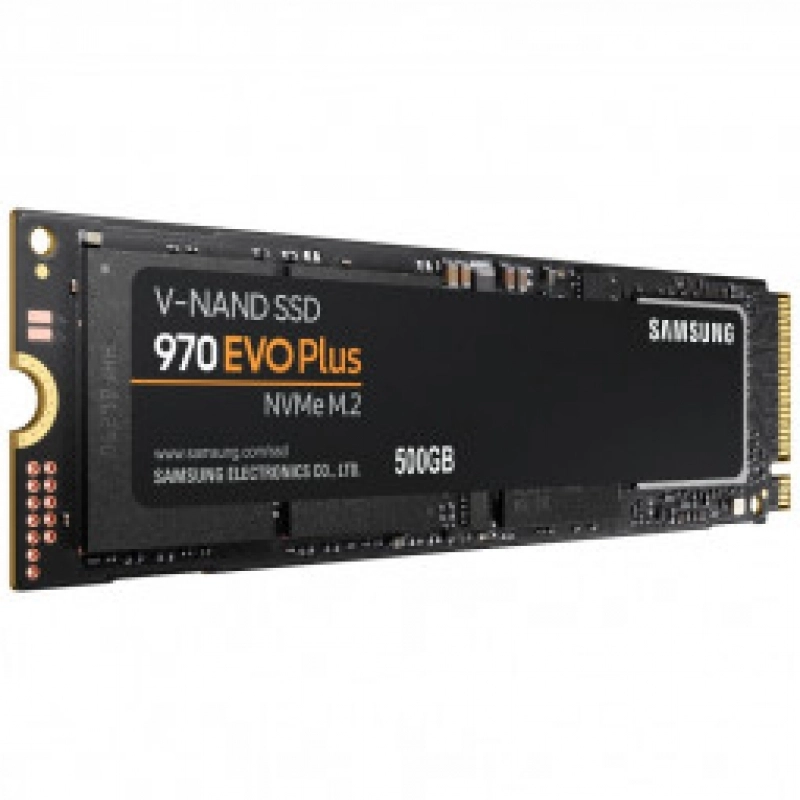 V-NAND SSD
970 EVO Plus
NVMe M.2
www.samsung.com/ssd
SAMSUNG ELECTRONICS CO., LTD.
500GB
SAMSUNG